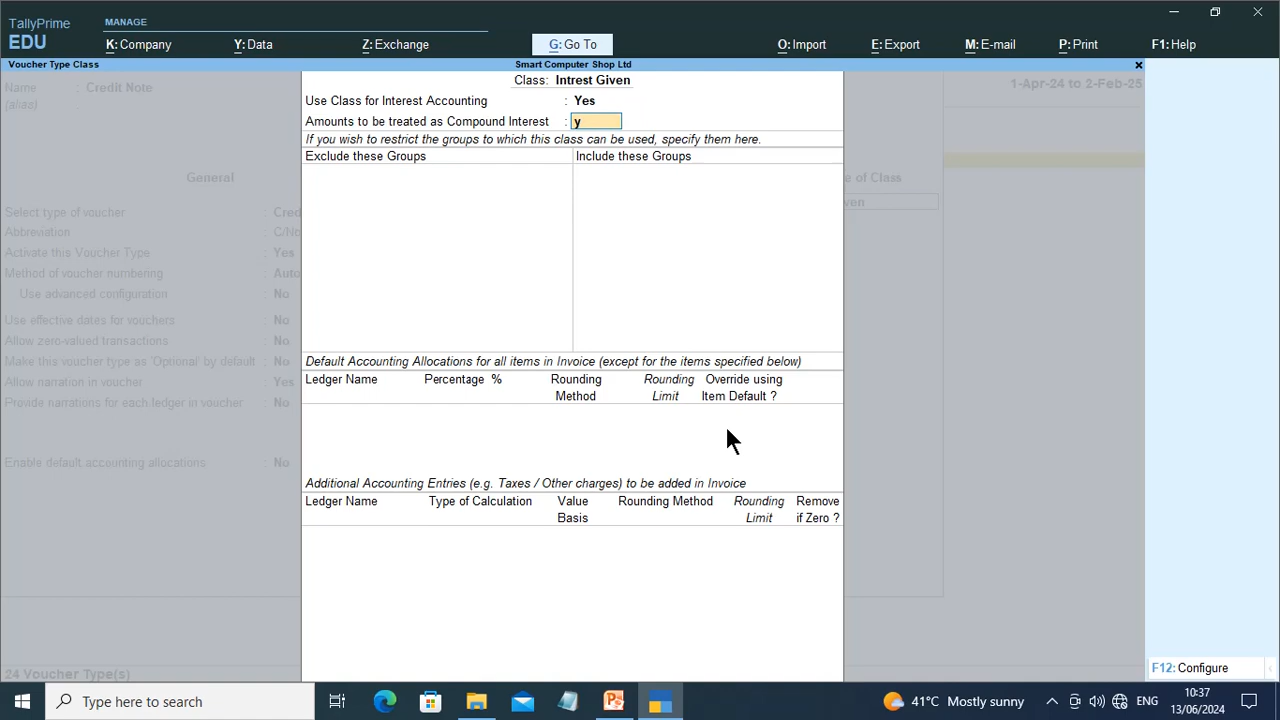 TallyPrime
EDU
MANAGE
K: Company
Y: Data
Z: Exchange
G: Go To
O: Import
E: Export
M: E-mail
P: Print
F1: Help
Voucher Type Class
Smart Computer Shop Ltd
Name : Credit Note
(alias) :
1-Apr-24 to 2-Feb-25
Class: Intrest Given
Use Class for Interest Accounting : Yes
Amounts to be treated as Compound Interest : y
If you wish to restrict the groups to which this class can be used, specify them here.
Exclude these Groups
Include these Groups
General
e of Class
ven
Select type of voucher : Cred
Abbreviation : C/No
Activate this Voucher Type : Yes
Method of voucher numbering : Auto
Use advanced configuration : No
Use effective dates for vouchers : No
Allow zero-valued transactions : No
Make this voucher type as 'Optional' by default : No
Allow narration in voucher : Yes
Provide narrations for each ledger in voucher : No
Enable default accounting allocations : No
Default Accounting Allocations for all items in Invoice (except for the items specified below)
Ledger Name Percentage % Rounding Rounding Override using
Method Limit Item Default ?
Additional Accounting Entries (e.g. Taxes / Other charges) to be added in Invoice
Ledger Name Type of Calculation Value Rounding Method Rounding Remove
Basis Limit if Zero ?
24 Voucher Type(s)
F12: Configure
Type here to search
41°C Mostly sunny
ENG
10:37
13/06/2024